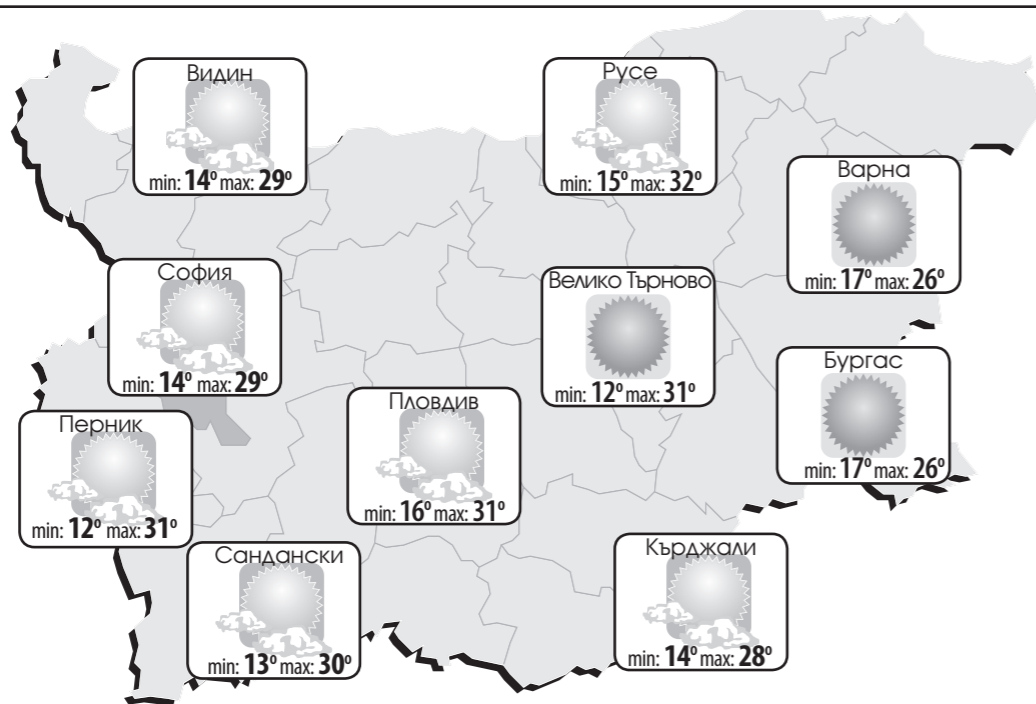 Видин
min: 14° max: 29°
Русе
min: 15° max: 32°
Варна
min: 17° max: 26°
София
min: 14° max: 29°
Велико Търново
min: 12° max: 31°
Бургас
min: 17° max: 26°
Пловдив
min: 16° max: 31°
Перник
min: 12° max: 31°
Сандански
min: 13° max: 30°
Кърджали
min: 14° max: 28°